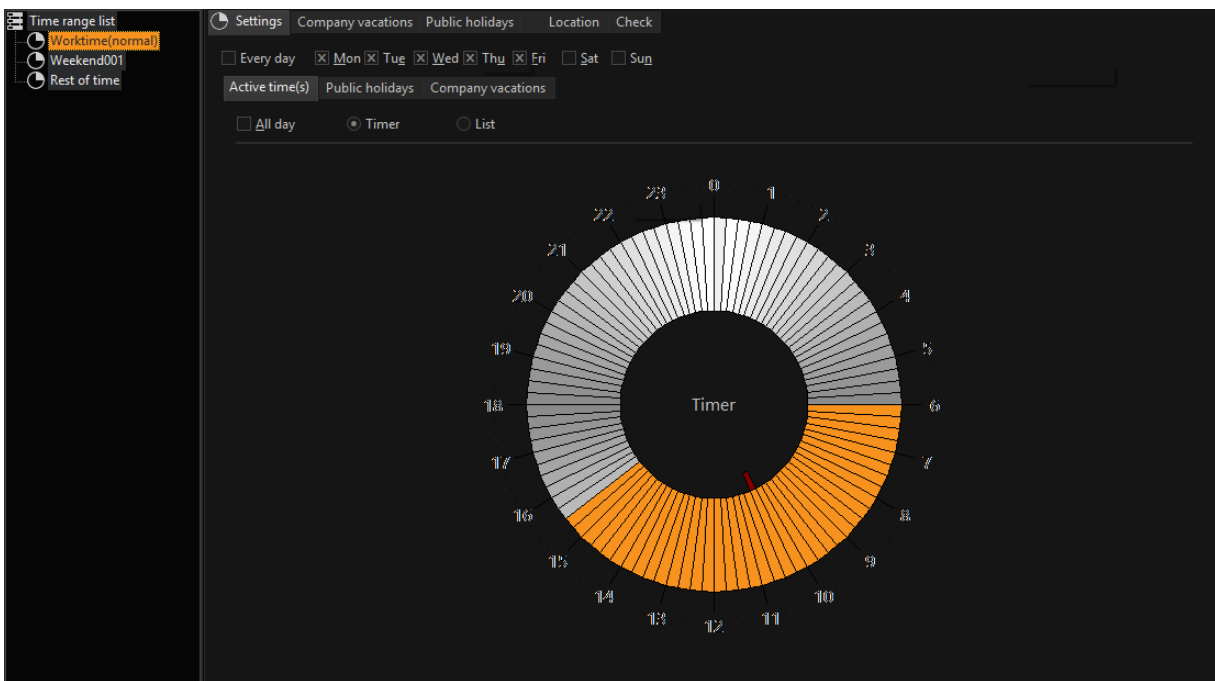 Time range list
Worktime(normal)
Weekend001
Rest of time
Settings Company vacations Public holidays Location Check
Every day Mon Tue Wed Thu Fri Sat Sun
Active time(s) Public holidays Company vacations
All day Timer List
0
23 1
22 2
21 3
20 4
19 5
Timer
18 6
17 7
16 8
15 9
14 10
13 11
12